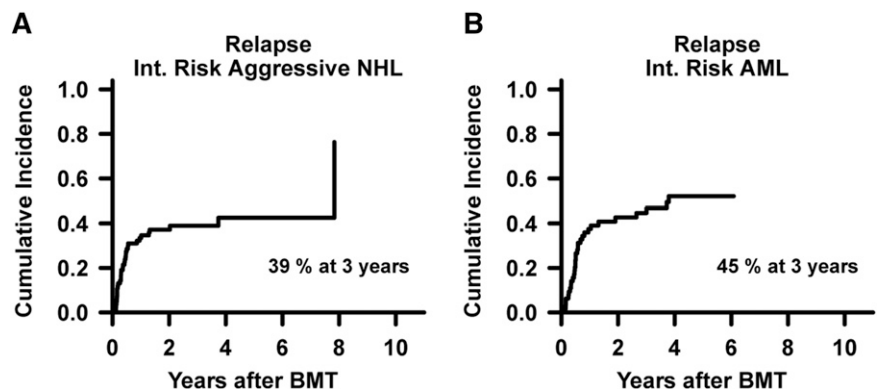 A
Relapse
Int. Risk Aggressive NHL
Cumulative Incidence
1.0
0.8
0.6
0.4
0.2
0.0
39 % at 3 years
0 2 4 6 8 10
Years after BMT
B
Relapse
Int. Risk AML
Cumulative Incidence
1.0
0.8
0.6
0.4
0.2
0.0
45 % at 3 years
0 2 4 6 8 10
Years after BMT